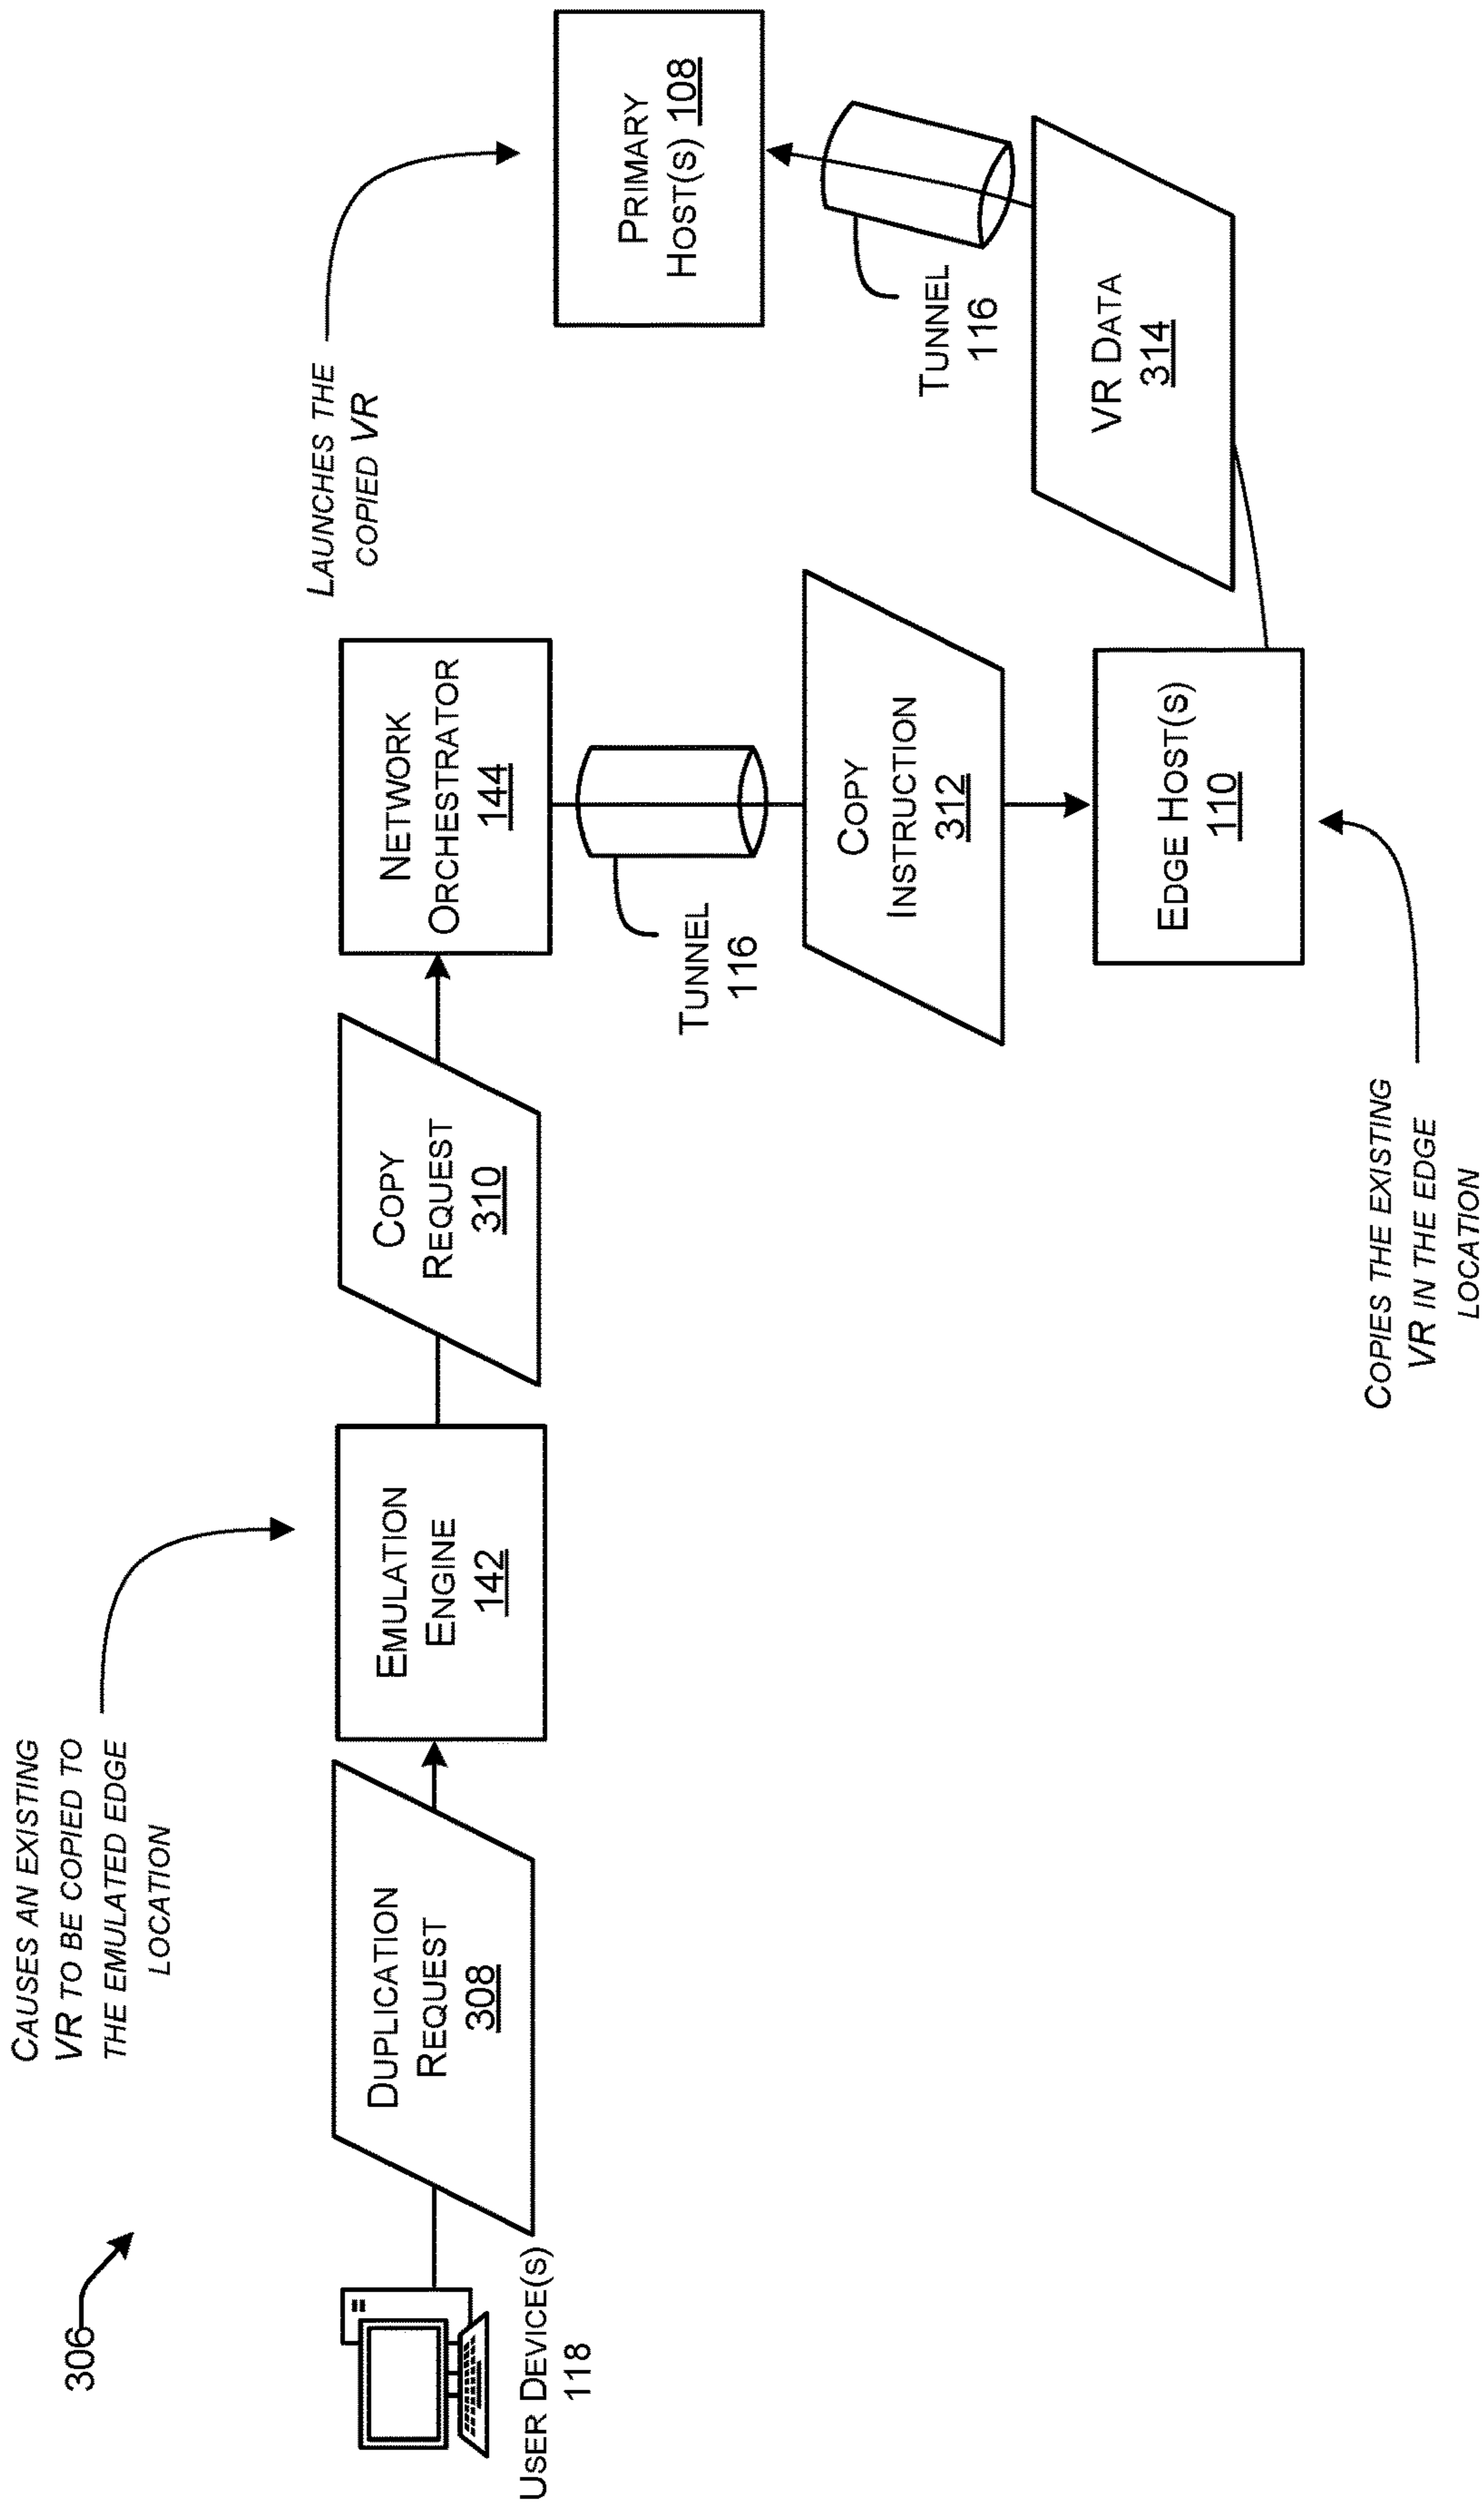 306
CAUSES AN EXISTING
VR TO BE COPIED TO
THE EMULATED EDGE
LOCATION
LAUNCHES THE
COPIED VR
USER DEVICE(S)
118
DUPLICATION
REQUEST
308
EMULATION
ENGINE
142
COPY
REQUEST
310
NETWORK
ORCHESTRATOR
144
TUNNEL
116
COPY
INSTRUCTION
312
EDGE HOST(S)
110
COPIES THE EXISTING
VR IN THE EDGE
LOCATION
VR DATA
314
TUNNEL
116
PRIMARY
HOST(S) 108